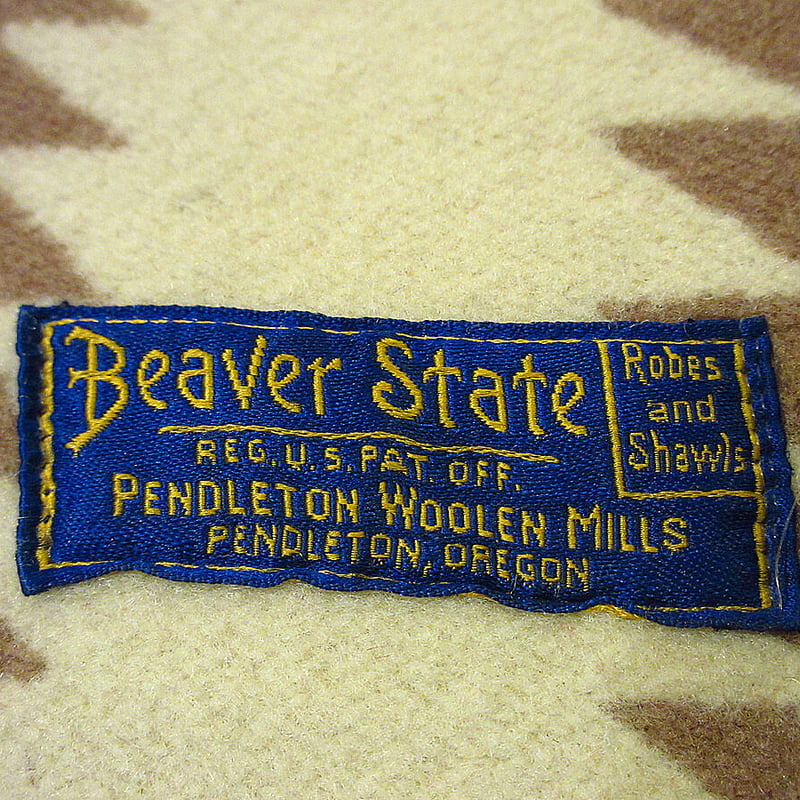 Beaver State
REG. U.S. PAT. OFF.
PENDLETON WOOLEN MILLS
PENDLETON, OREGON
Robes
and
Shawls